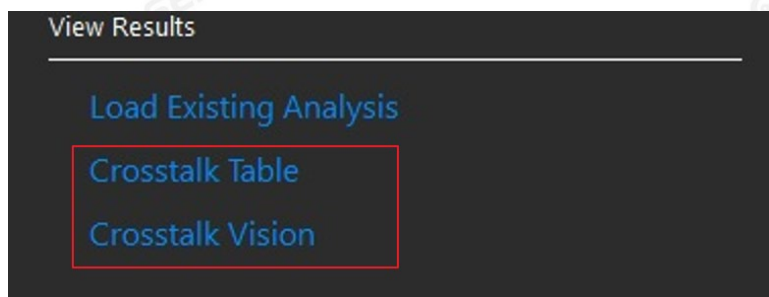 View Results
Load Existing Analysis
Crosstalk Table
Crosstalk Vision